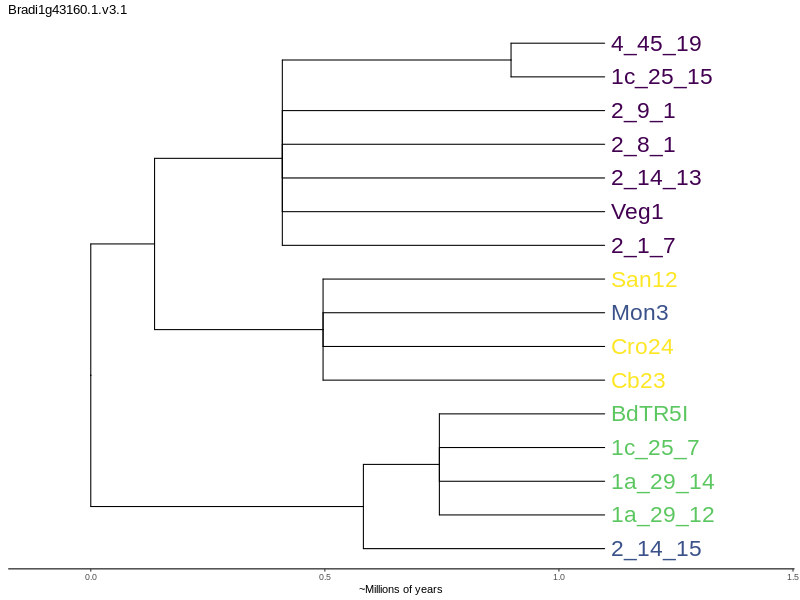 Bradi1g43160.1.v3.1
4_45_19
1c_25_15
2_9_1
2_8_1
2_14_13
Veg1
2_1_7
San12
Mon3
Cro24
Cb23
BdTR5I
1c_25_7
1a_29_14
1a_29_12
2_14_15
0.0 0.5 1.0 1.5
~Millions of years